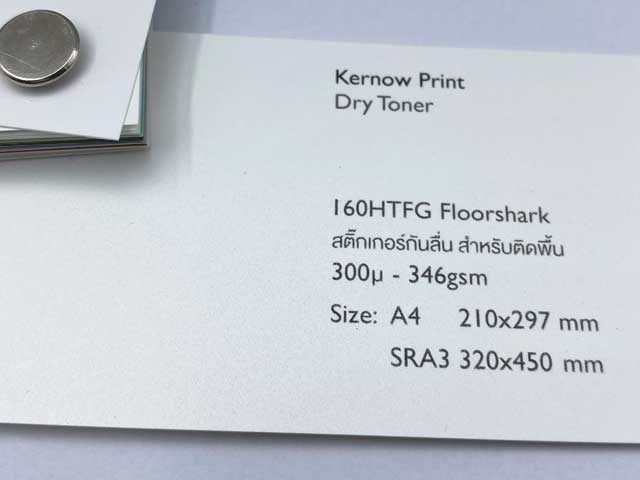 Kernow Print
Dry Toner
160HTFG Floorshark
สติ๊กเกอร์กันลื่น สำหรับติดพื้น
300µ - 346gsm
Size: A4 210x297 mm
SRA3 320x450 mm